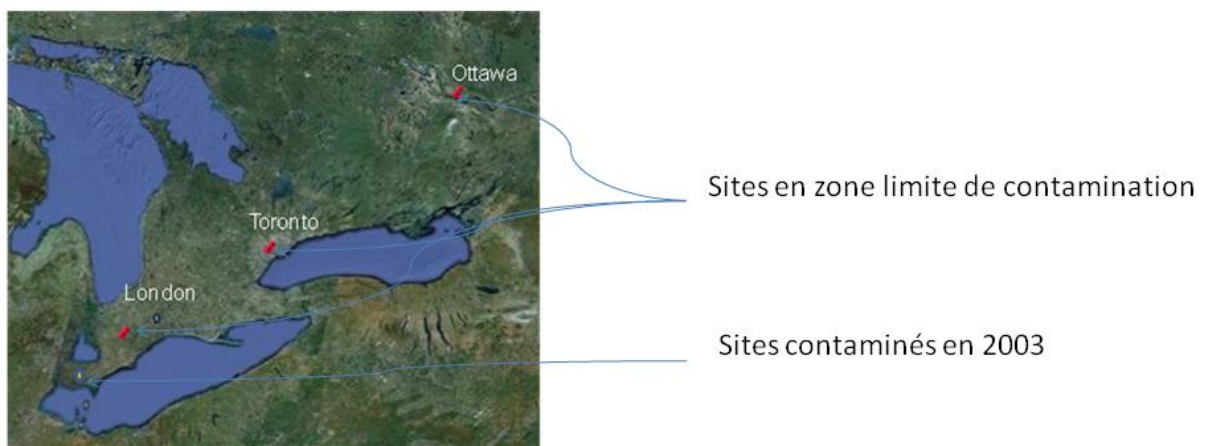 Ottawa
Sites en zone limite de contamination
Toronto
London
Sites contaminés en 2003